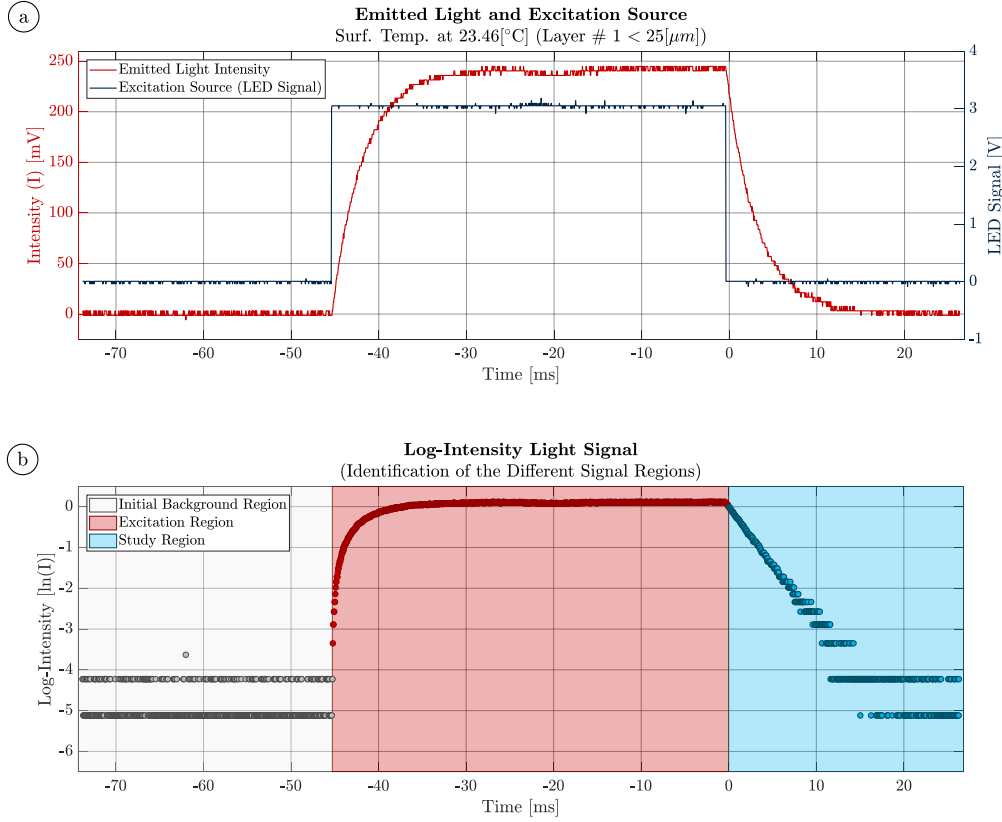 a
Emitted Light and Excitation Source
Surf. Temp. at 23.46[°C] (Layer # 1 < 25[μm])
Emitted Light Intensity
Excitation Source (LED Signal)
Intensity (I) [mV]
250
200
150
100
50
0
LED Signal [V]
4
3
2
1
0
-1
-70
-60
-50
-40
-30
-20
-10
0
10
20
Time [ms]
b
Log-Intensity Light Signal
(Identification of the Different Signal Regions)
Initial Background Region
Excitation Region
Study Region
Log-Intensity [ln(I)]
0
-1
-2
-3
-4
-5
-6
-70
-60
-50
-40
-30
-20
-10
0
10
20
Time [ms]